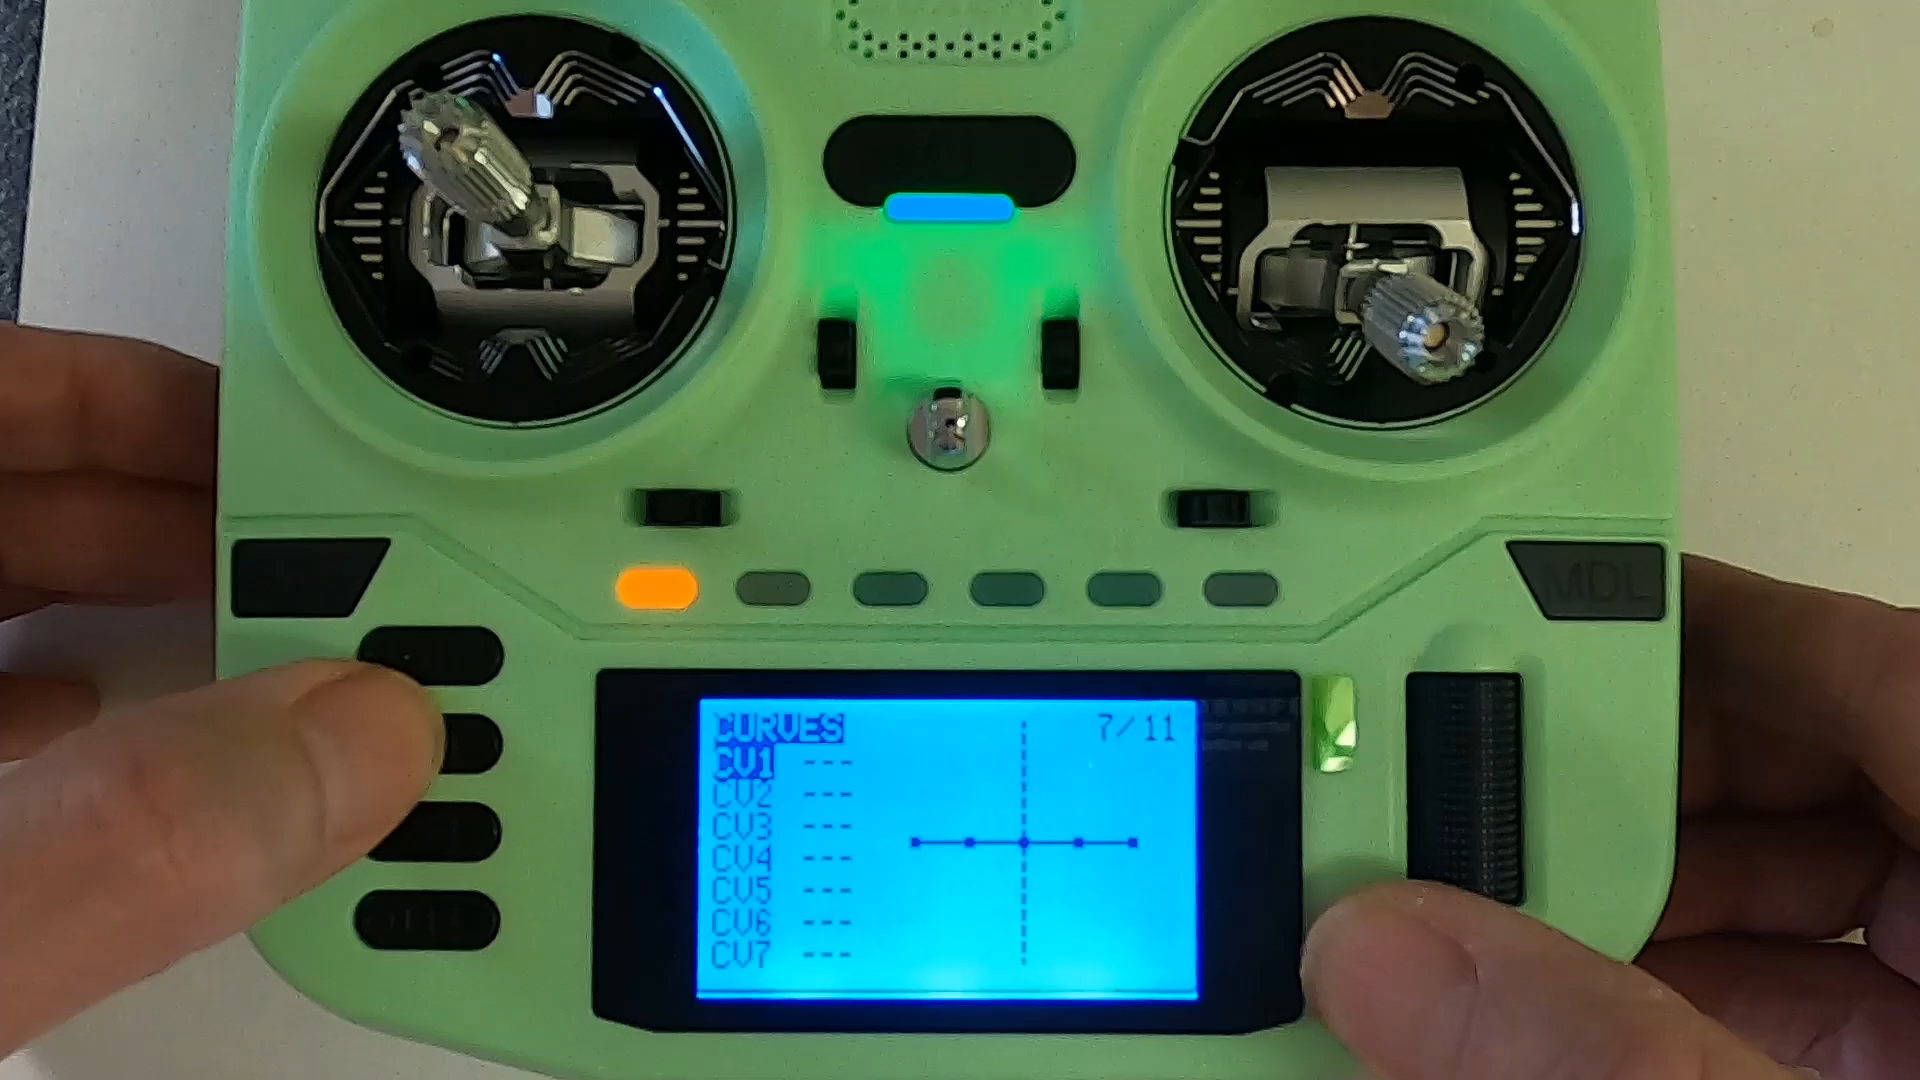 MDL
CURVES 7/11
CV1 ---
CV2 ---
CV3 ---
CV4 ---
CV5 ---
CV6 ---
CV7 ---